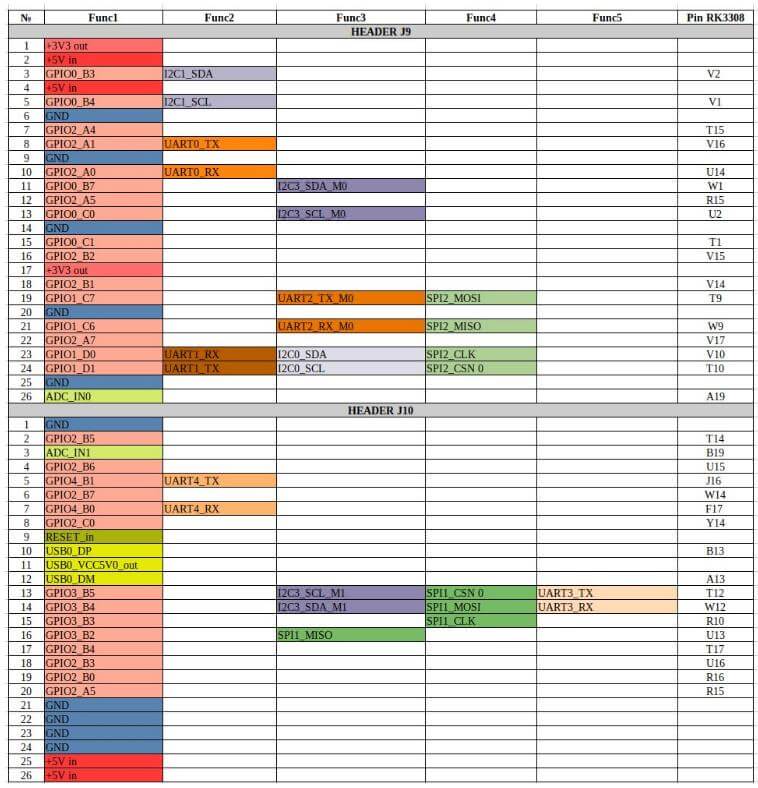 № Func1 Func2 Func3 Func4 Func5 Pin RK3308
HEADER J9
1 +3V3 out
2 +5V in
3 GPIO0_B3 I2C1_SDA V2
4 +5V in
5 GPIO0_B4 I2C1_SCL V1
6 GND
7 GPIO2_A4 T15
8 GPIO2_A1 UART0_TX V16
9 GND
10 GPIO2_A0 UART0_RX U14
11 GPIO0_B7 I2C3_SDA_M0 W1
12 GPIO2_A5 R15
13 GPIO0_C0 I2C3_SCL_M0 U2
14 GND
15 GPIO0_C1 T1
16 GPIO2_B2 V15
17 +3V3 out
18 GPIO2_B1 V14
19 GPIO1_C7 UART2_TX_M0 SPI2_MOSI T9
20 GND
21 GPIO1_C6 UART2_RX_M0 SPI2_MISO W9
22 GPIO2_A7 V17
23 GPIO1_D0 UART1_RX I2C0_SDA SPI2_CLK V10
24 GPIO1_D1 UART1_TX I2C0_SCL SPI2_CSN 0 T10
25 GND
26 ADC_IN0 A19
HEADER J10
1 GND
2 GPIO2_B5 T14
3 ADC_IN1 B19
4 GPIO2_B6 U15
5 GPIO4_B1 UART4_TX J16
6 GPIO2_B7 W14
7 GPIO4_B0 UART4_RX F17
8 GPIO2_C0 Y14
9 RESET_in
10 USB0_DP B13
11 USB0_VCC5V0_out
12 USB0_DM A13
13 GPIO3_B5 I2C3_SCL_M1 SPI1_CSN 0 UART3_TX T12
14 GPIO3_B4 I2C3_SDA_M1 SPI1_MOSI UART3_RX W12
15 GPIO3_B3 SPI1_CLK R10
16 GPIO3_B2 SPI1_MISO U13
17 GPIO2_B4 T17
18 GPIO2_B3 U16
19 GPIO2_B0 R16
20 GPIO2_A5 R15
21 GND
22 GND
23 GND
24 GND
25 +5V in
26 +5V in